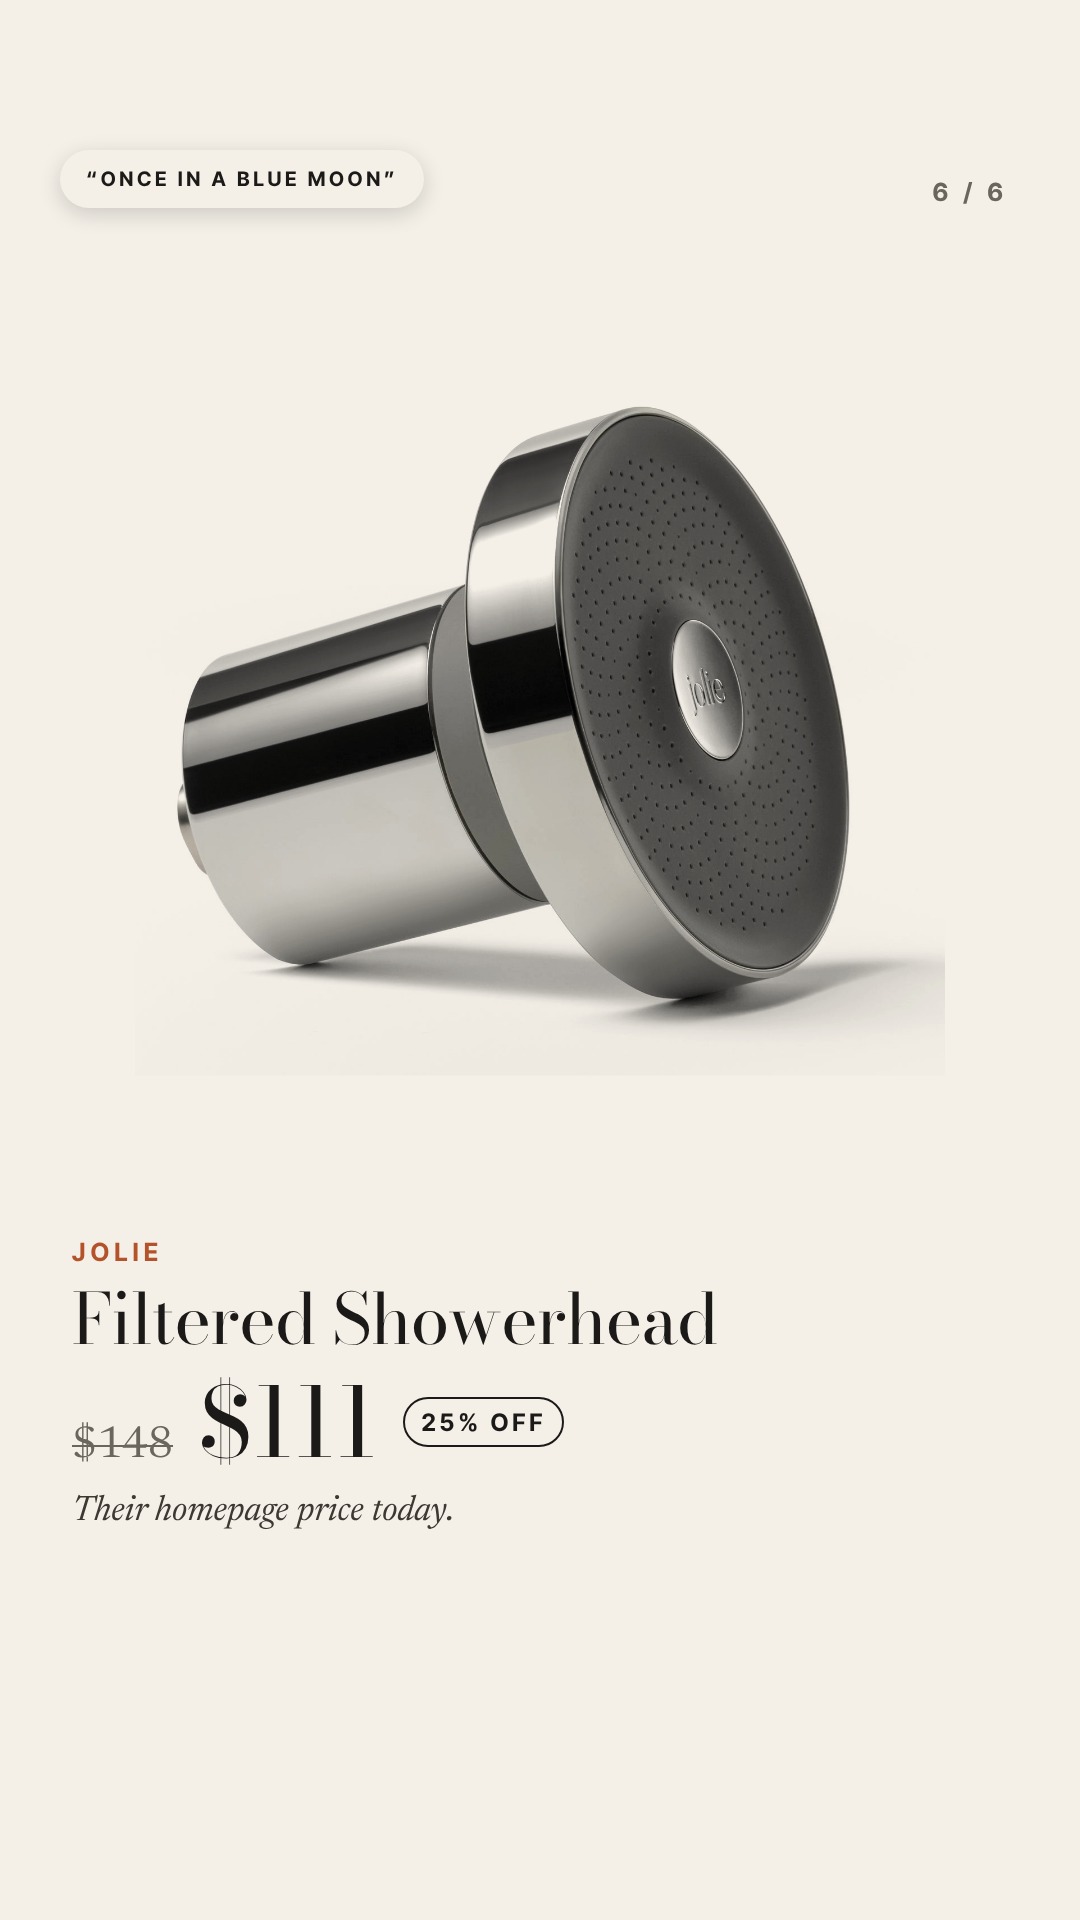 “ONCE IN A BLUE MOON”
6 / 6
jolie
JOLIE
Filtered Showerhead
$148 $111 25% OFF
Their homepage price today.